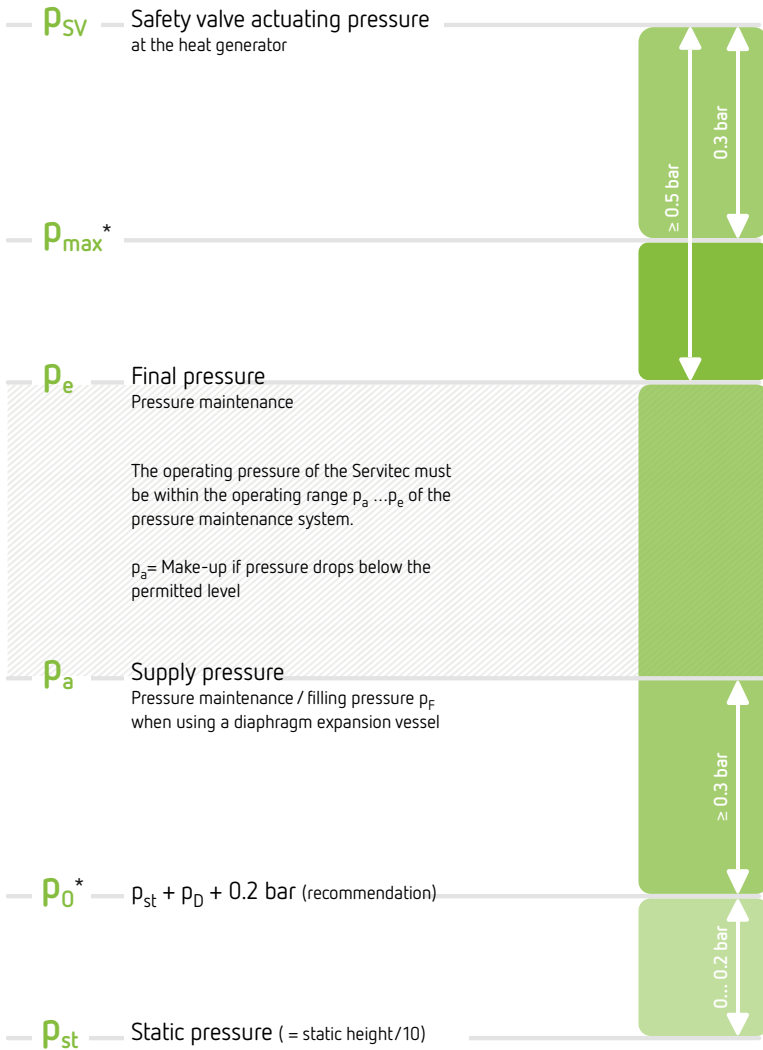 pSV Safety valve actuating pressure
at the heat generator
0.3 bar
≥ 0.5 bar
pmax*
pe Final pressure
Pressure maintenance
The operating pressure of the Servitec must
be within the operating range pa ...pe of the
pressure maintenance system.
pa= Make-up if pressure drops below the
permitted level
pa Supply pressure
Pressure maintenance / filling pressure pF
when using a diaphragm expansion vessel
≥ 0.3 bar
p0* pst + pD + 0.2 bar (recommendation)
0... 0.2 bar
pst Static pressure ( = static height/10)